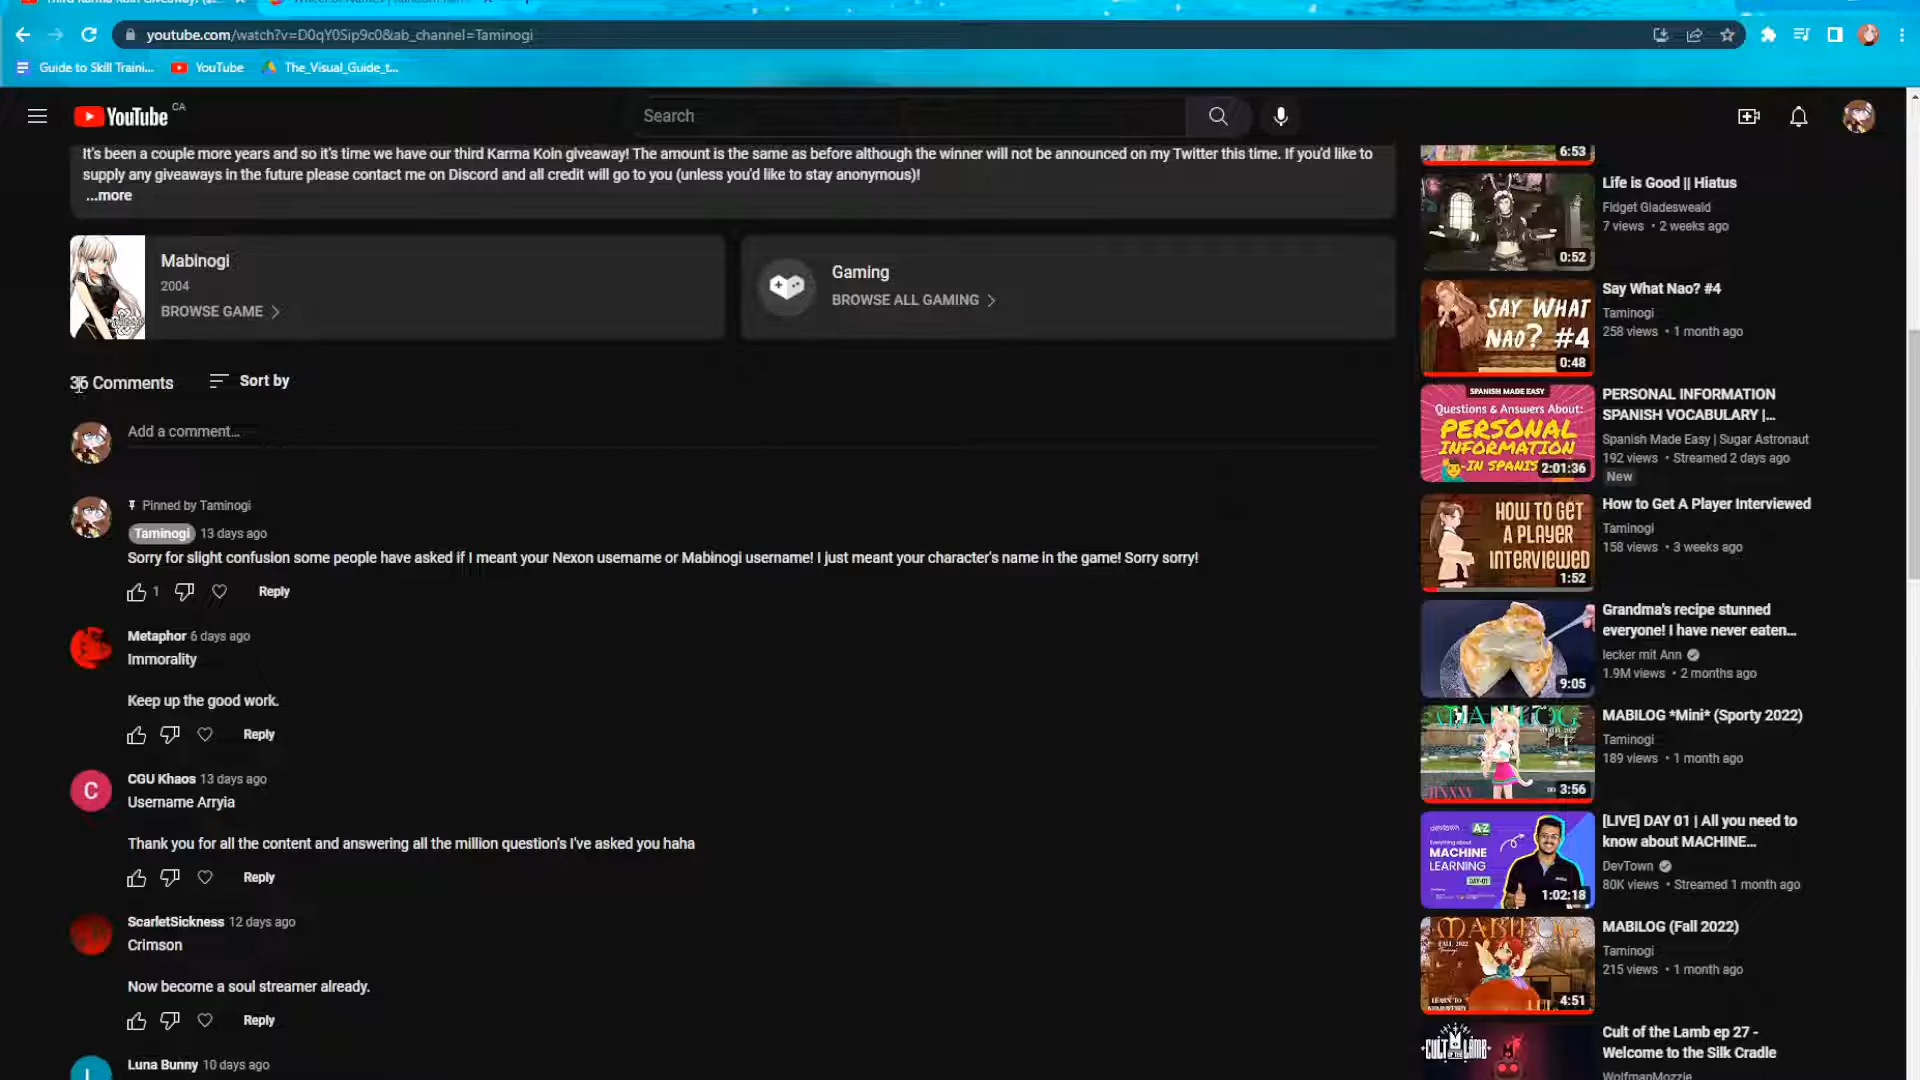 youtube.com/watch?v=D0qY0Sip9c0&ab_channel=Taminogi
Guide to Skill Traini...
YouTube
The_Visual_Guide_t...
YouTube CA
Search
It's been a couple more years and so it's time we have our third Karma Koin giveaway! The amount is the same as before although the winner will not be announced on my Twitter this time. If you'd like to
supply any giveaways in the future please contact me on Discord and all credit will go to you (unless you'd like to stay anonymous)!
...more
Mabinogi
2004
BROWSE GAME
Gaming
BROWSE ALL GAMING
36 Comments
Sort by
Add a comment...
Pinned by Taminogi
Taminogi 13 days ago
Sorry for slight confusion some people have asked if I meant your Nexon username or Mabinogi username! I just meant your character's name in the game! Sorry sorry!
1
Reply
Metaphor 6 days ago
Immorality
Keep up the good work.
Reply
C
CGU Khaos 13 days ago
Username Arryia
Thank you for all the content and answering all the million question's I've asked you haha
Reply
ScarletSickness 12 days ago
Crimson
Now become a soul streamer already.
Reply
L
Luna Bunny 10 days ago
6:53
0:52
Life is Good || Hiatus
Fidget Gladesweald
7 views • 2 weeks ago
SAY WHAT
NAO? #4
0:48
Say What Nao? #4
Taminogi
258 views • 1 month ago
SPANISH MADE EASY
Questions & Answers About:
PERSONAL
INFORMATION
-IN SPANIS
2:01:36
PERSONAL INFORMATION
SPANISH VOCABULARY |...
Spanish Made Easy | Sugar Astronaut
192 views • Streamed 2 days ago
New
HOW TO GET
A PLAYER
INTERVIEWED
1:52
How to Get A Player Interviewed
Taminogi
158 views • 3 weeks ago
9:05
Grandma's recipe stunned
everyone! I have never eaten...
lecker mit Ann
1.9M views • 2 months ago
MABILOG
3:56
MABILOG *Mini* (Sporty 2022)
Taminogi
189 views • 1 month ago
devtown
A-Z
MACHINE
LEARNING
DAY-01
1:02:18
[LIVE] DAY 01 | All you need to
know about MACHINE...
DevTown
80K views • Streamed 1 month ago
MABILOG
FALL 2022
4:51
MABILOG (Fall 2022)
Taminogi
215 views • 1 month ago
CULT OF THE LAMB
Cult of the Lamb ep 27 -
Welcome to the Silk Cradle
WolfmanMozzie